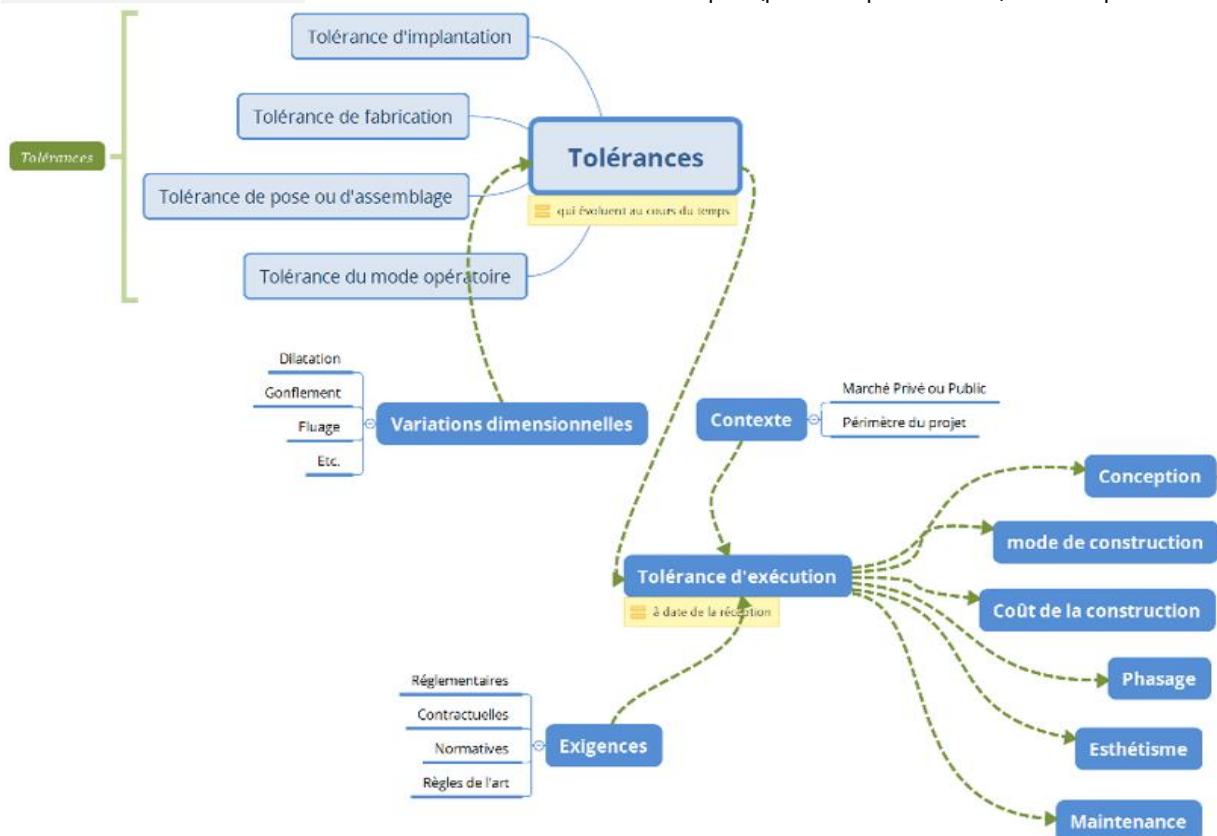 Tolérance d'implantation
Tolérance de fabrication
Tolérances
Tolérances
Tolérance de pose ou d'assemblage
qui évoluent au cours du temps
Tolérance du mode opératoire
Dilatation
Gonflement
Fluage
Etc.
Variations dimensionnelles
Contexte
Marché Privé ou Public
Périmètre du projet
Conception
mode de construction
Tolérance d'exécution
à date de la réception
Coût de la construction
Phasage
Réglementaires
Contractuelles
Normatives
Règles de l'art
Exigences
Esthétisme
Maintenance